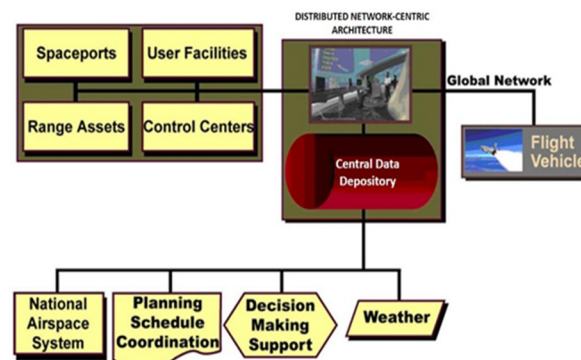 DISTRIBUTED NETWORK-CENTRIC
ARCHITECTURE
Spaceports
User Facilities
Range Assets
Control Centers
Global Network
Flight
Vehicle
Central Data
Depository
National
Airspace
System
Planning
Schedule
Coordination
Decision
Making
Support
Weather